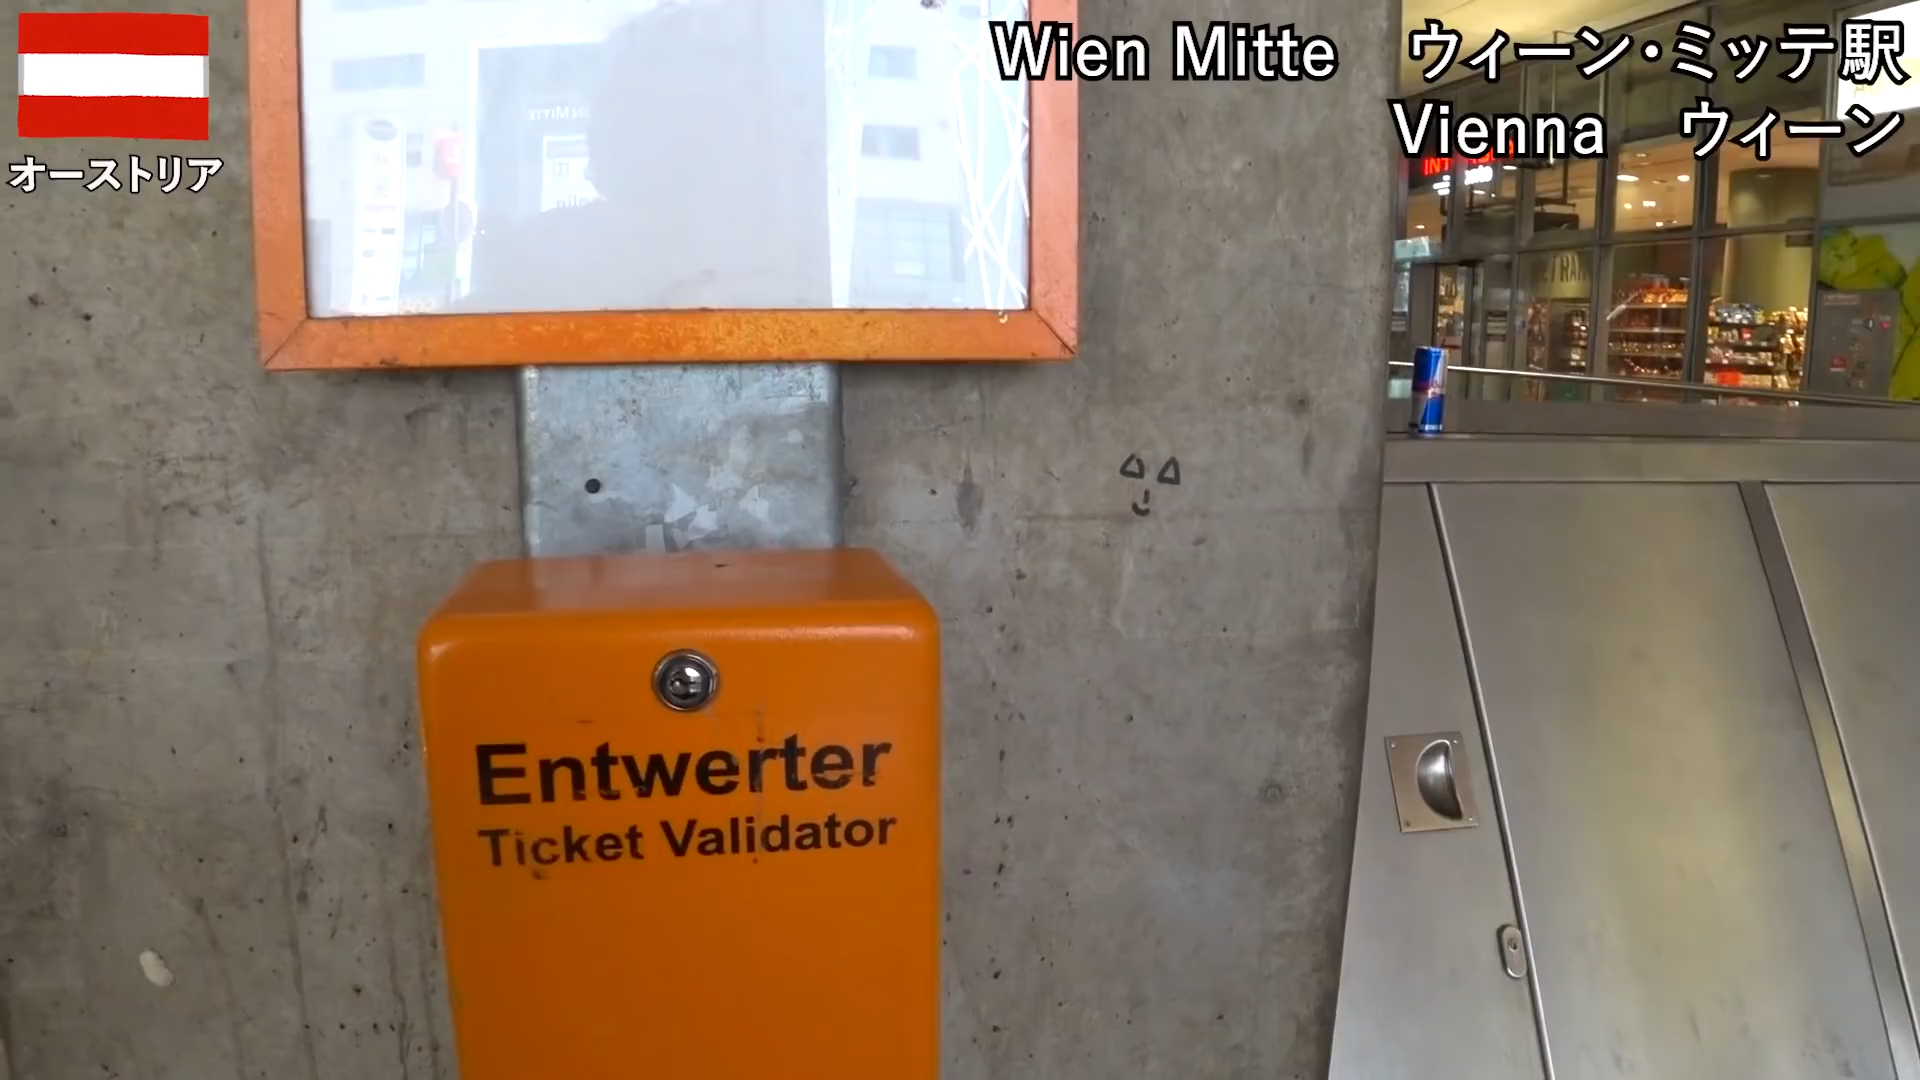 Wien Mitte ウィーン・ミッテ駅
Vienna ウィーン
オーストリア
Entwerter
Ticket Validator